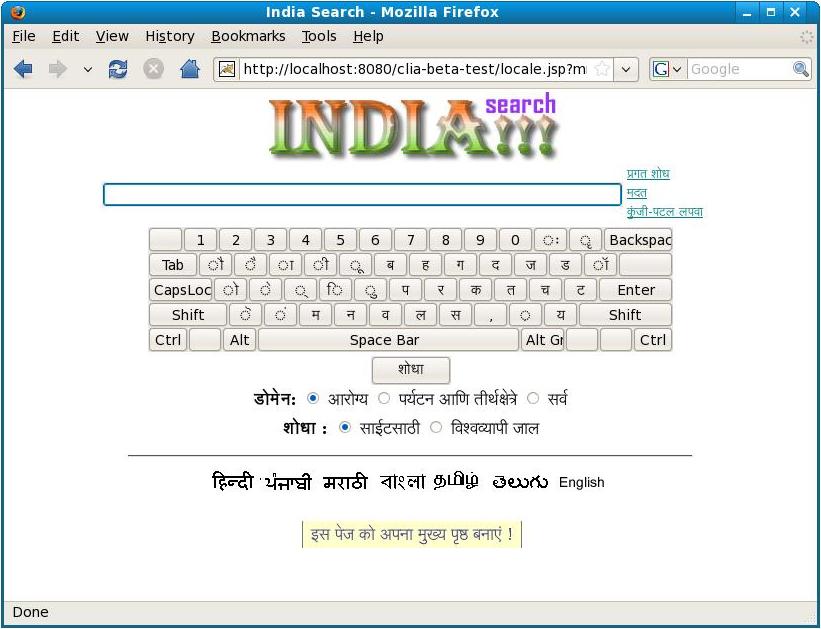 India Search - Mozilla Firefox
File Edit View History Bookmarks Tools Help
http://localhost:8080/clia-beta-test/locale.jsp?m Google
search
INDIA!!!
प्रगत शोध
मदत
कुंजी-पटल लपवा
1 2 3 4 5 6 7 8 9 0 ः ृ Backspac
Tab ौ ै ा ी ू ब ह ग द ज ड ॉ
CapsLoc ो े ् ि ु प र क त च ट Enter
Shift ॆ ं म न व ल स , ़ य Shift
Ctrl Alt Space Bar Alt Gr Ctrl
शोधा
डोमेन: आरोग्य पर्यटन आणि तीर्थक्षेत्रे सर्व
शोधा : साईटसाठी विश्वव्यापी जाल
हिन्दी ਪੰਜਾਬੀ मराठी বাংলা தமிழ் తెలుగు English
इस पेज को अपना मुख्य पृष्ठ बनाएं !
Done